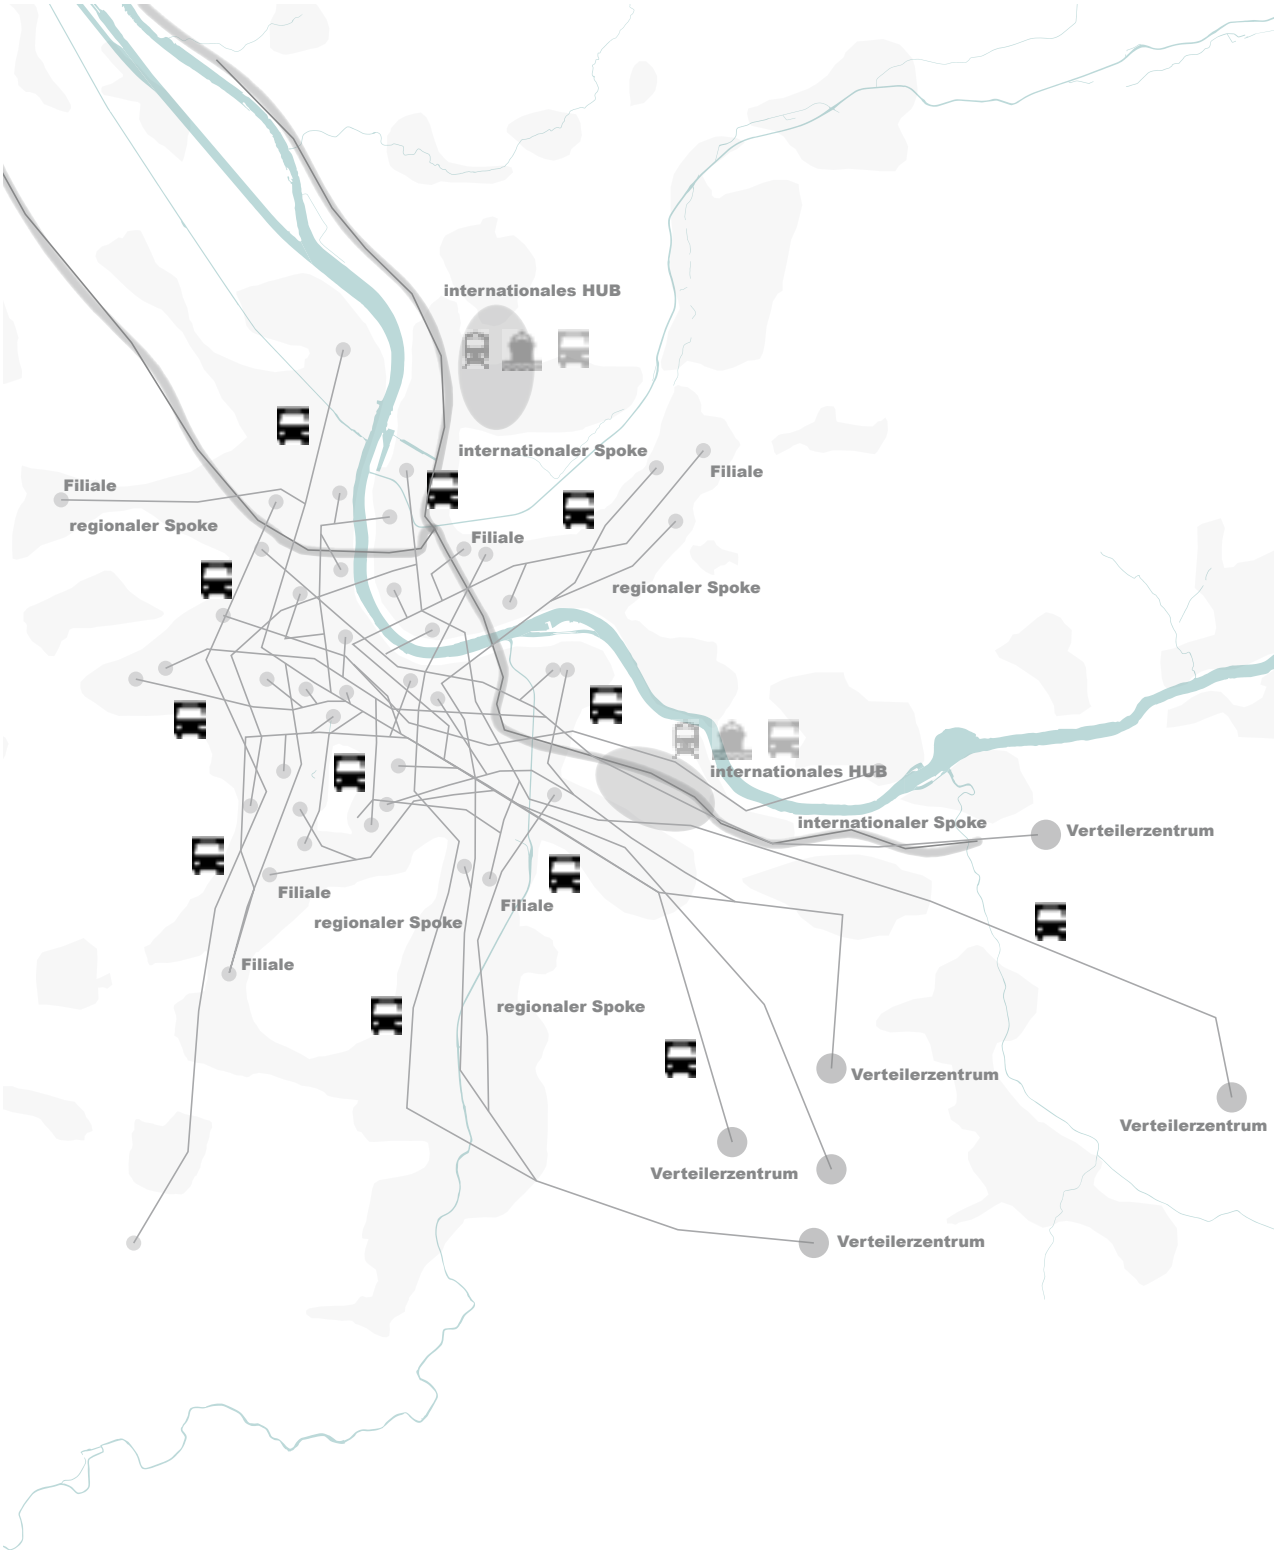 internationales HUB
internationaler Spoke
Filiale
Filiale
regionaler Spoke
Filiale
regionaler Spoke
internationales HUB
internationaler Spoke
Verteilerzentrum
Filiale
Filiale
regionaler Spoke
Filiale
regionaler Spoke
Verteilerzentrum
Verteilerzentrum
Verteilerzentrum
Verteilerzentrum